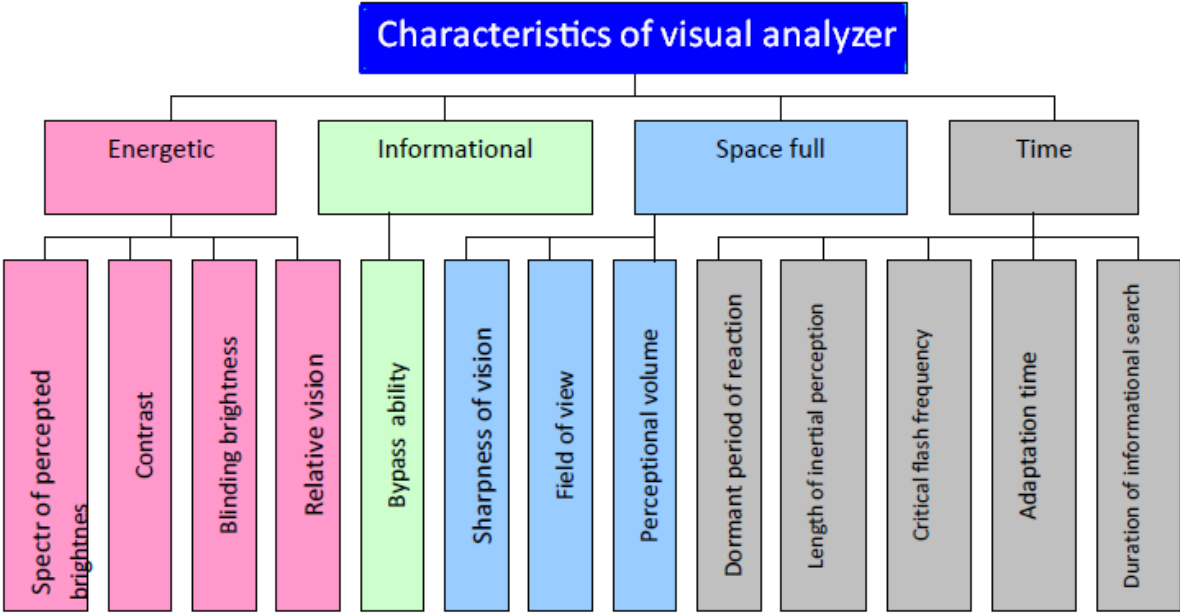 Characteristics of visual analyzer
Energetic
Informational
Space full
Time
Spectr of percepted
brightnes
Contrast
Blinding brightness
Relative vision
Bypass ability
Sharpness of vision
Field of view
Perceptional volume
Dormant period of reaction
Length of inertial perception
Critical flash frequency
Adaptation time
Duration of informational search